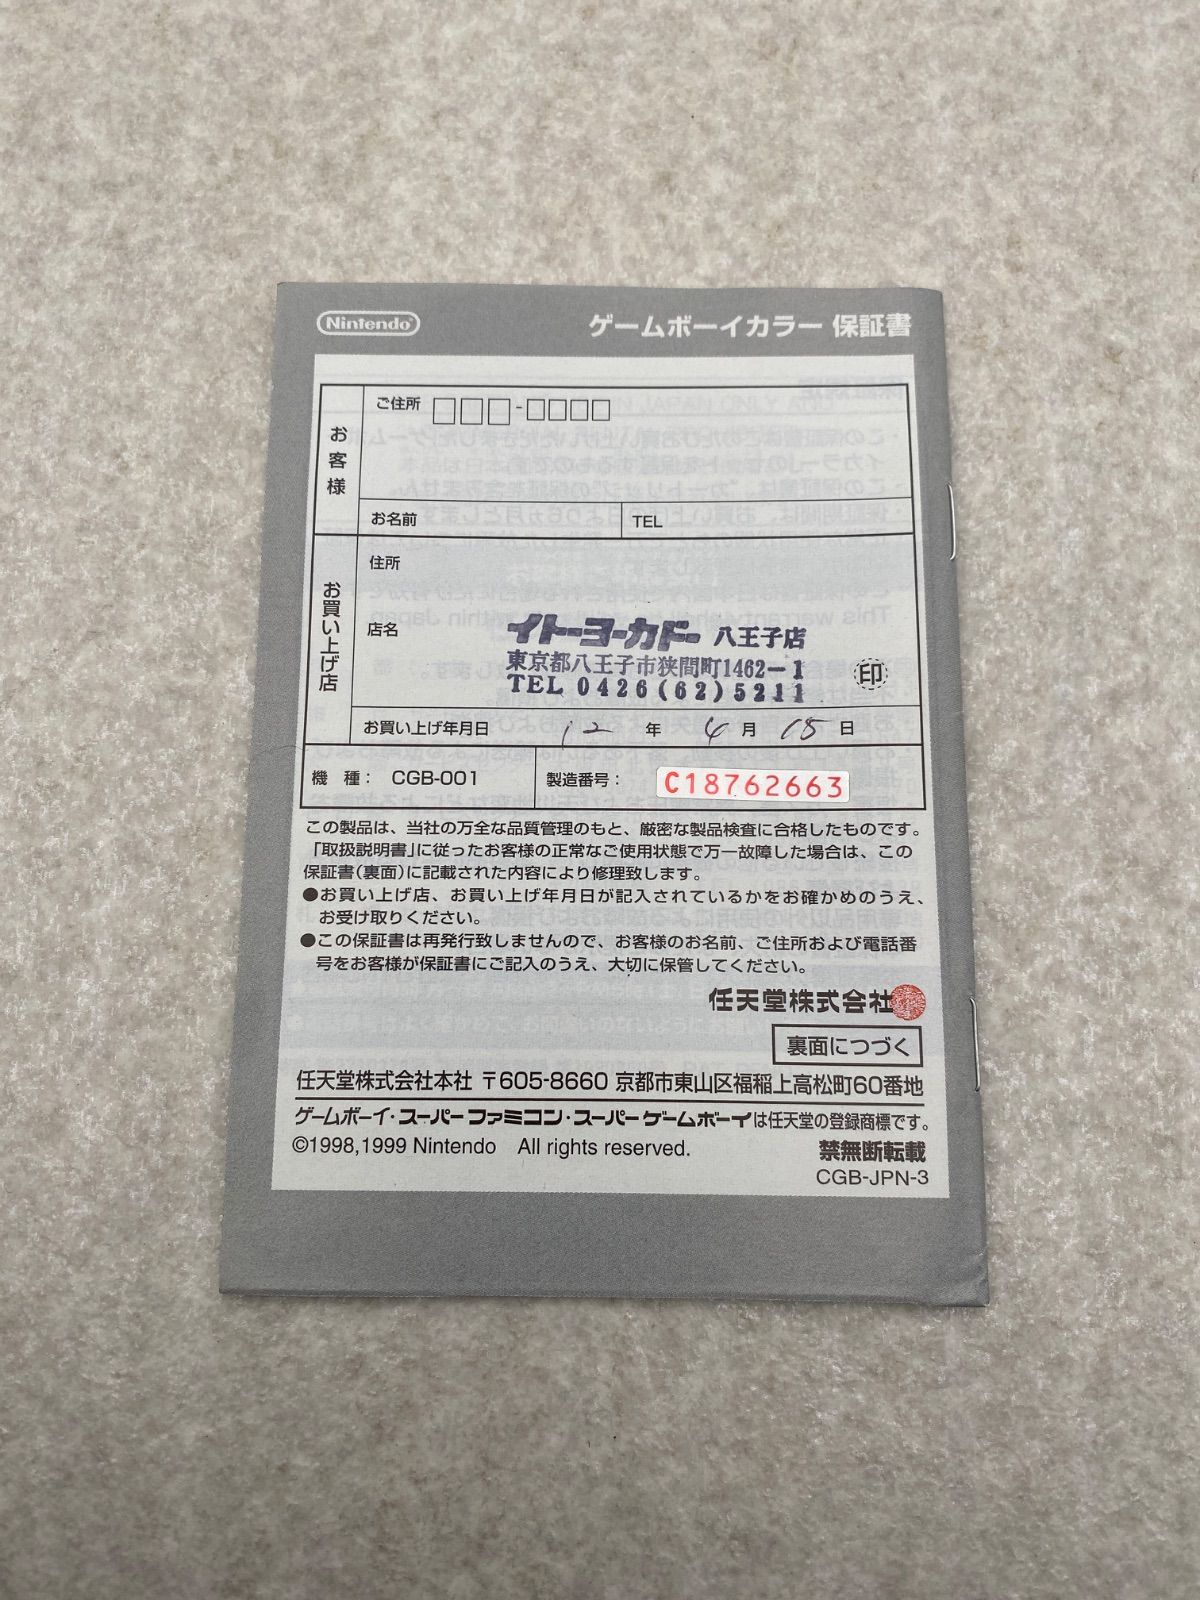 Nintendo
ゲームボーイカラー 保証書
お客様
ご住所 □□□-□□□□
お名前
TEL
お買い上げ店
住所
店名
イトーヨーカドー 八王子店
東京都八王子市狭間町1462-1
TEL 0426(62)5211
印
お買い上げ年月日 12 年 4 月 15 日
機 種： CGB-001
製造番号： C18762663
この製品は、当社の万全な品質管理のもと、厳密な製品検査に合格したものです。
「取扱説明書」に従ったお客様の正常なご使用状態で万一故障した場合は、この
保証書(裏面)に記載された内容により修理致します。
●お買い上げ店、お買い上げ年月日が記入されているかをお確かめのうえ、
お受け取りください。
●この保証書は再発行致しませんので、お客様のお名前、ご住所および電話番
号をお客様が保証書にご記入のうえ、大切に保管してください。
任天堂株式会社
裏面につづく
任天堂株式会社本社 〒605-8660 京都市東山区福稲上高松町60番地
ゲームボーイ・スーパーファミコン・スーパーゲームボーイは任天堂の登録商標です。
©1998,1999 Nintendo All rights reserved.
禁無断転載
CGB-JPN-3